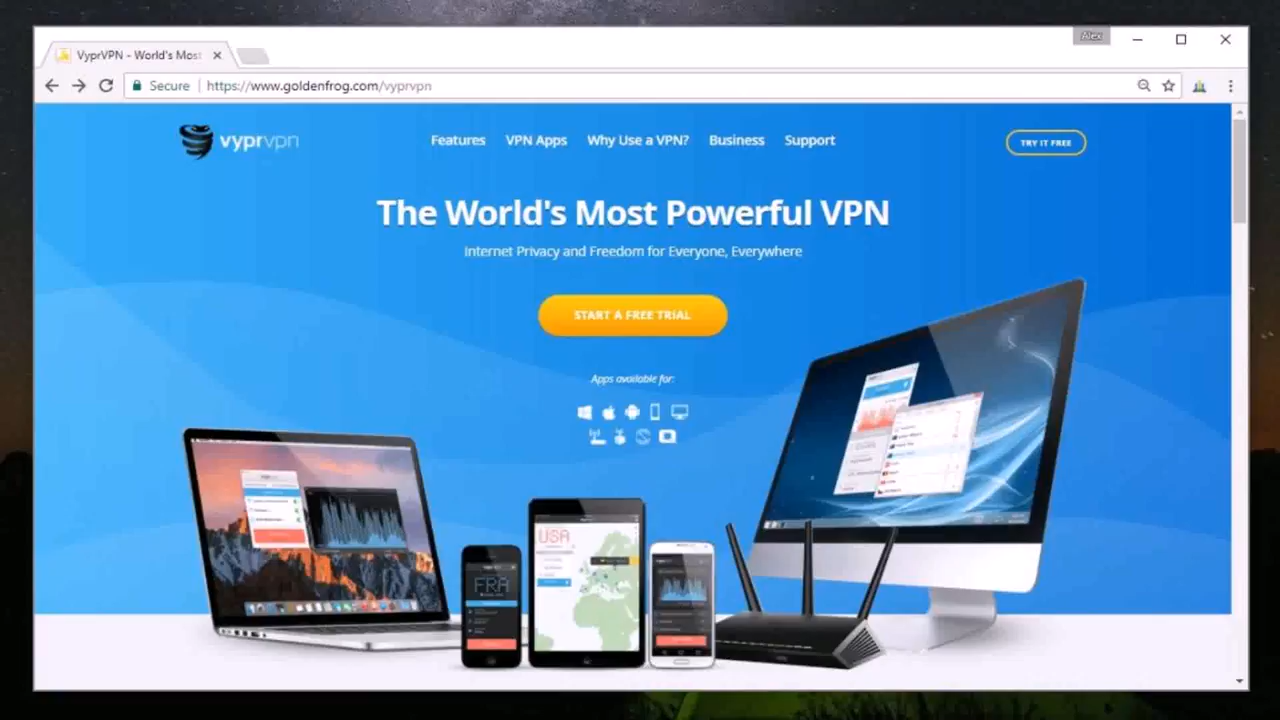 Alex
VyprVPN - World's Most
Secure
https://www.goldenfrog.com/vyprvpn
vyprvpn
Features
VPN Apps
Why Use a VPN?
Business
Support
TRY IT FREE
The World's Most Powerful VPN
Internet Privacy and Freedom for Everyone, Everywhere
START A FREE TRIAL
Apps available for:
USA
FRA